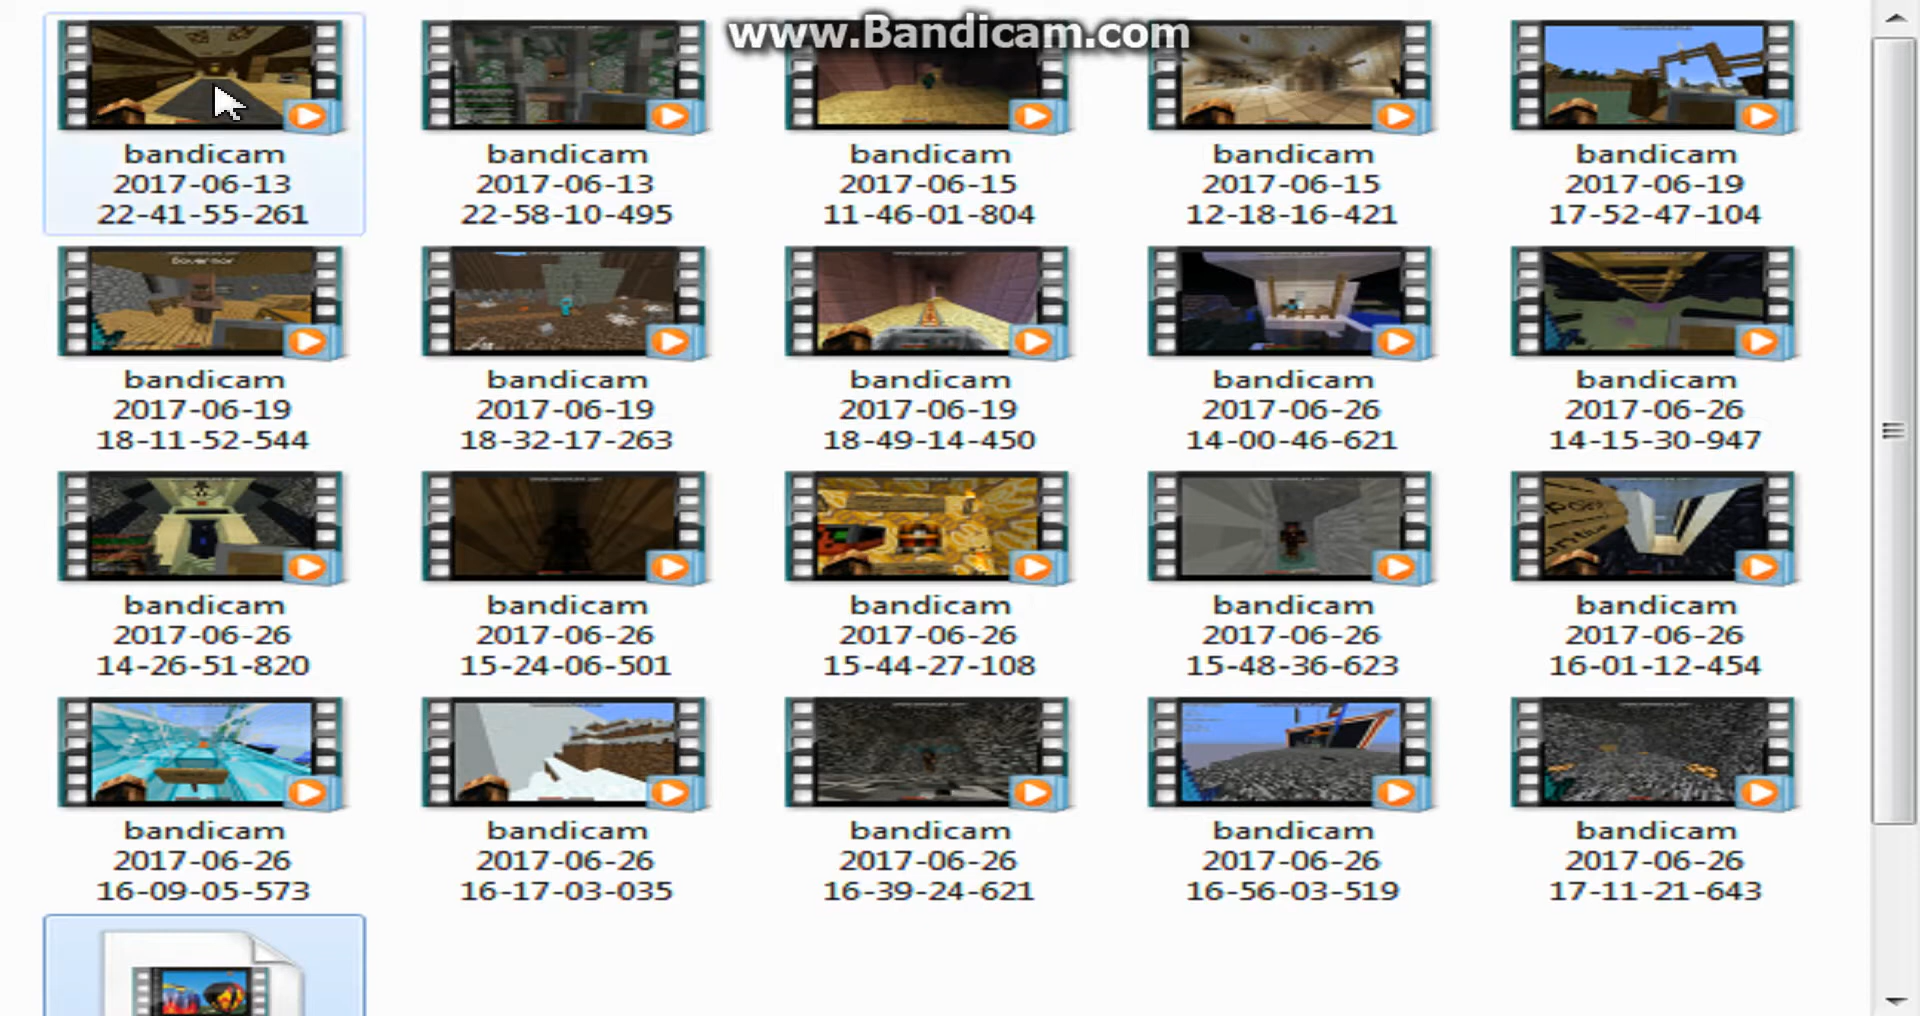 www.Bandicam.com
bandicam
2017-06-13
22-41-55-261
bandicam
2017-06-13
22-58-10-495
bandicam
2017-06-15
11-46-01-804
bandicam
2017-06-15
12-18-16-421
bandicam
2017-06-19
17-52-47-104
Governor
bandicam
2017-06-19
18-11-52-544
bandicam
2017-06-19
18-32-17-263
bandicam
2017-06-19
18-49-14-450
bandicam
2017-06-26
14-00-46-621
bandicam
2017-06-26
14-15-30-947
bandicam
2017-06-26
14-26-51-820
bandicam
2017-06-26
15-24-06-501
bandicam
2017-06-26
15-44-27-108
bandicam
2017-06-26
15-48-36-623
bandicam
2017-06-26
16-01-12-454
bandicam
2017-06-26
16-09-05-573
bandicam
2017-06-26
16-17-03-035
bandicam
2017-06-26
16-39-24-621
bandicam
2017-06-26
16-56-03-519
bandicam
2017-06-26
17-11-21-643